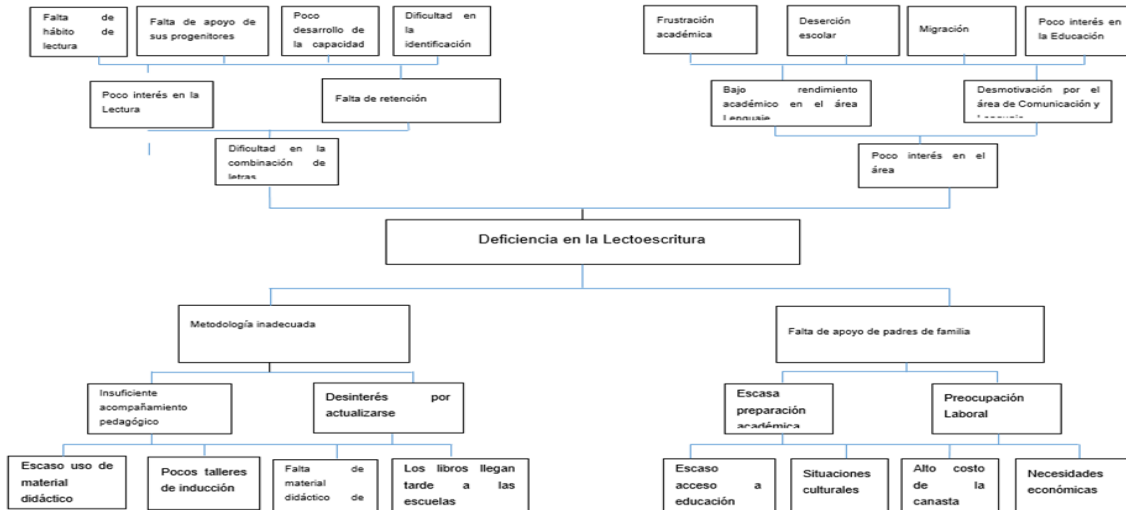 Falta de
hábito de
lectura
Falta de apoyo de
sus progenitores
Poco
desarrollo de
la capacidad
Dificultad en
la
identificación
Frustración
académica
Deserción
escolar
Migración
Poco interés en
la Educación
Poco interés en la
Lectura
Falta de retención
Bajo rendimiento
académico en el área
Lenguaje
Desmotivación por el
área de Comunicación y
Lenguaje
Dificultad en la
combinación de
letras
Poco interés en el
área
Deficiencia en la Lectoescritura
Metodología inadecuada
Falta de apoyo de padres de familia
Insuficiente
acompañamiento
pedagógico
Desinterés por
actualizarse
Escasa
preparación
académica
Preocupación
Laboral
Escaso uso de
material
didáctico
Pocos talleres
de inducción
Falta de
material
didáctico de
Los libros llegan
tarde a las
escuelas
Escaso
acceso a
educación
Situaciones
culturales
Alto costo
de la
canasta
Necesidades
económicas